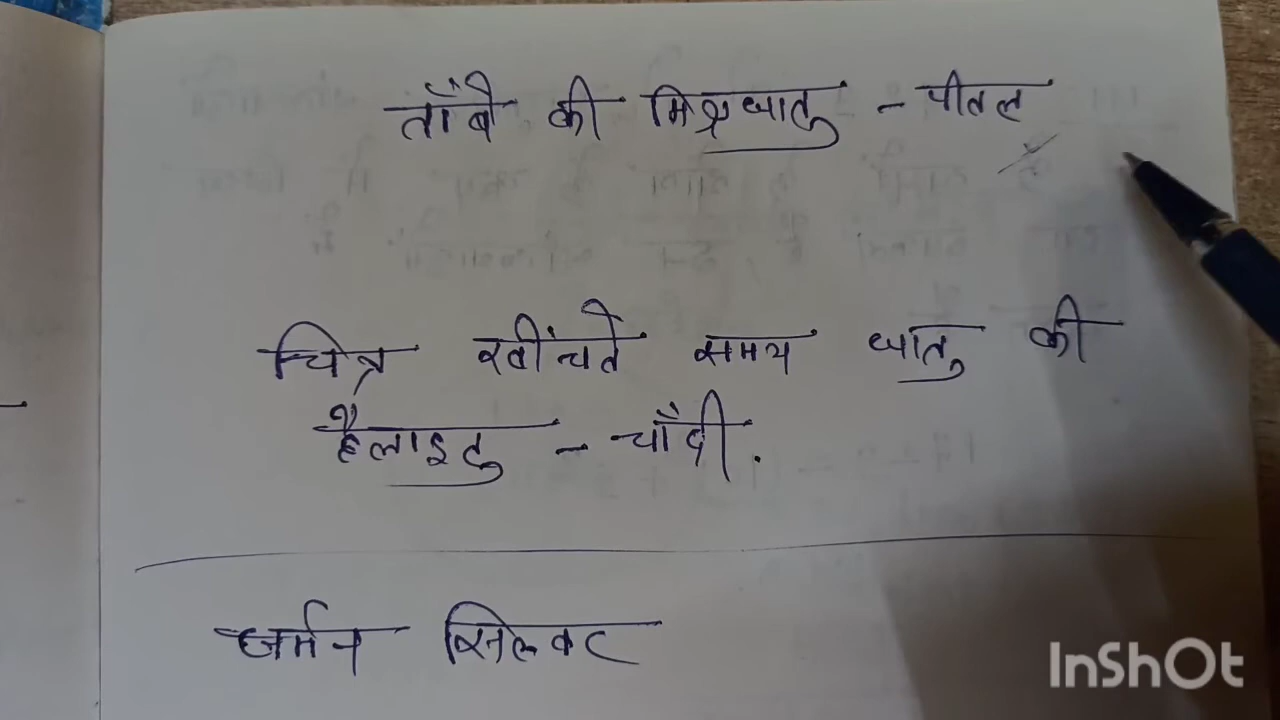 ताँबे की मिश्रधातु - पीतल
चित्र खींचते समय धातु की
हैलाइड - चाँदी.
जर्मन सिल्वर
InShOt